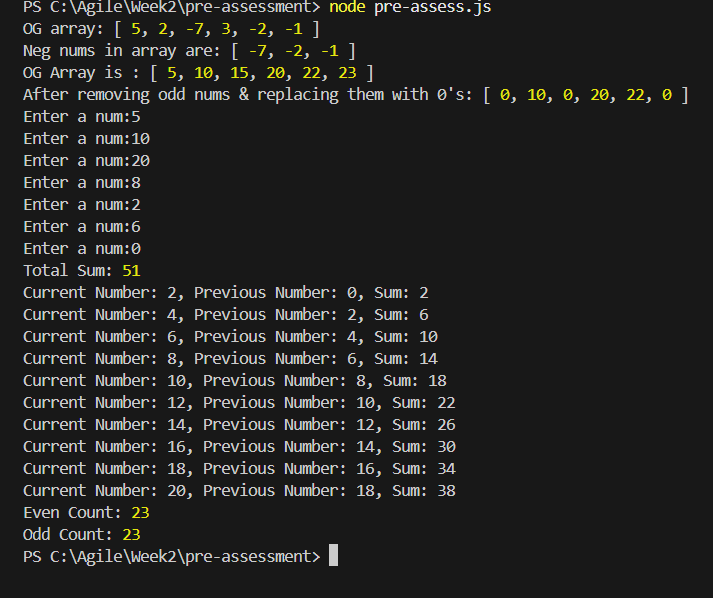 PS C:\Agile\Week2\pre-assessment> node pre-assess.js
OG array: [ 5, 2, -7, 3, -2, -1 ]
Neg nums in array are: [ -7, -2, -1 ]
OG Array is : [ 5, 10, 15, 20, 22, 23 ]
After removing odd nums & replacing them with 0's: [ 0, 10, 0, 20, 22, 0 ]
Enter a num:5
Enter a num:10
Enter a num:20
Enter a num:8
Enter a num:2
Enter a num:6
Enter a num:0
Total Sum: 51
Current Number: 2, Previous Number: 0, Sum: 2
Current Number: 4, Previous Number: 2, Sum: 6
Current Number: 6, Previous Number: 4, Sum: 10
Current Number: 8, Previous Number: 6, Sum: 14
Current Number: 10, Previous Number: 8, Sum: 18
Current Number: 12, Previous Number: 10, Sum: 22
Current Number: 14, Previous Number: 12, Sum: 26
Current Number: 16, Previous Number: 14, Sum: 30
Current Number: 18, Previous Number: 16, Sum: 34
Current Number: 20, Previous Number: 18, Sum: 38
Even Count: 23
Odd Count: 23
PS C:\Agile\Week2\pre-assessment>